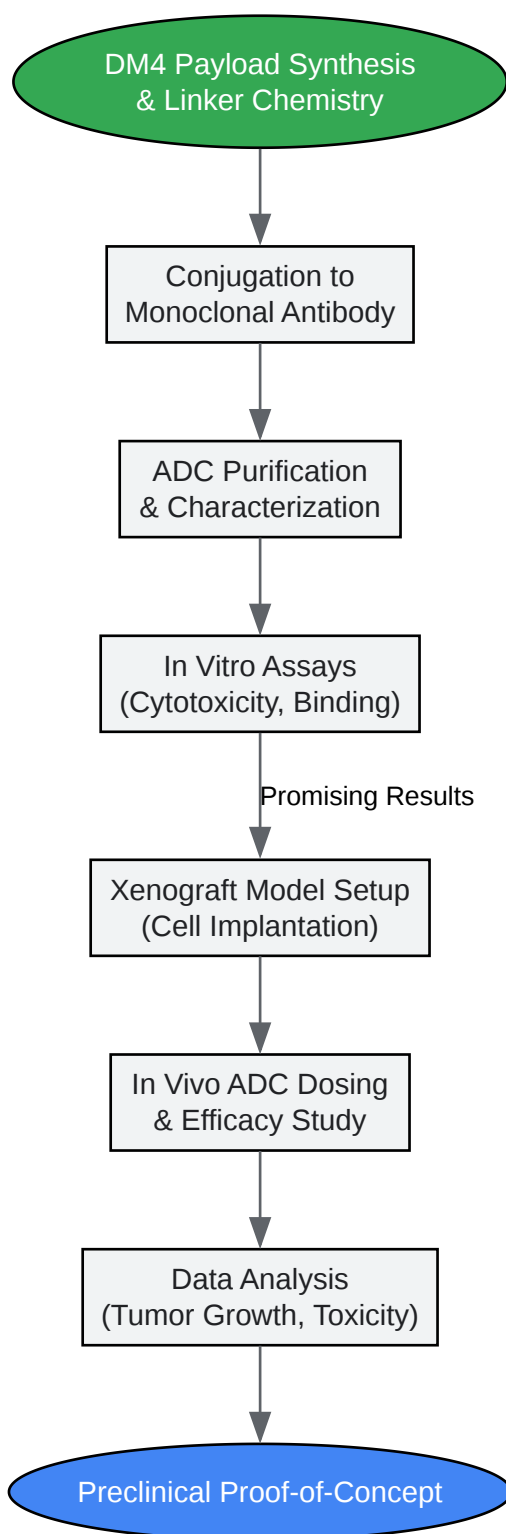 DM4 Payload Synthesis
& Linker Chemistry
Conjugation to
Monoclonal Antibody
ADC Purification
& Characterization
In Vitro Assays
(Cytotoxicity, Binding)
Promising Results
Xenograft Model Setup
(Cell Implantation)
In Vivo ADC Dosing
& Efficacy Study
Data Analysis
(Tumor Growth, Toxicity)
Preclinical Proof-of-Concept